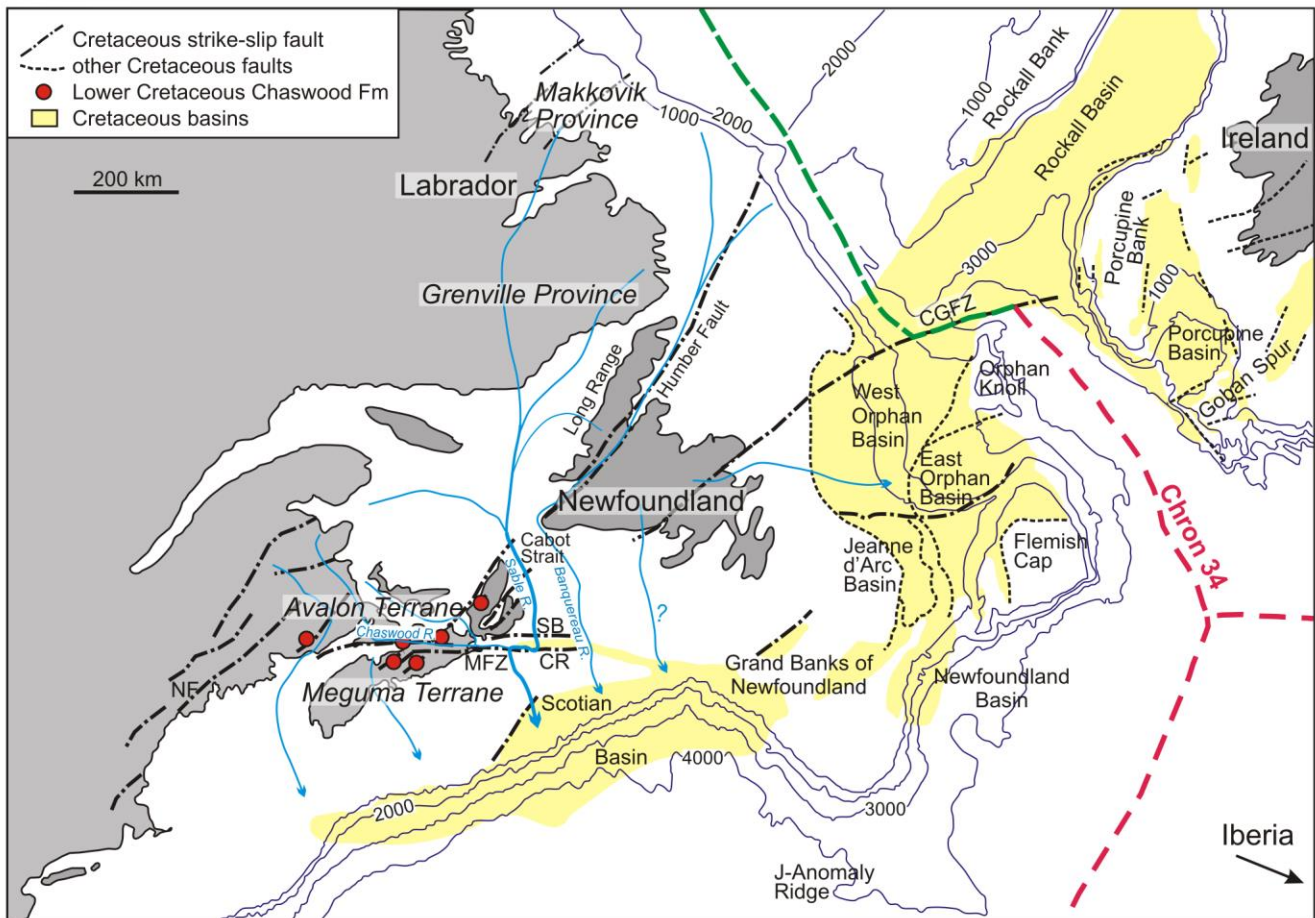 Cretaceous strike-slip fault
other Cretaceous faults
Lower Cretaceous Chaswood Fm
Cretaceous basins
200 km
Makkovik
Province
Labrador
Grenville Province
Long Range
Humber Fault
Newfoundland
Cabot
Strait
Sable R.
Banquereau R.
?
Avalon Terrane
Chaswood R.
SB
MFZ
CR
NF
Meguma Terrane
Scotian
Basin
2000
4000
3000
1000
2000
2000
1000
Rockall Bank
Rockall Basin
Ireland
Porcupine
Bank
3000
1000
Porcupine
Basin
Goban Spur
CGFZ
Orphan
Knoll
West
Orphan
Basin
East
Orphan
Basin
Jeanne
d'Arc
Basin
Flemish
Cap
Chron 34
Grand Banks of
Newfoundland
Newfoundland
Basin
J-Anomaly
Ridge
Iberia